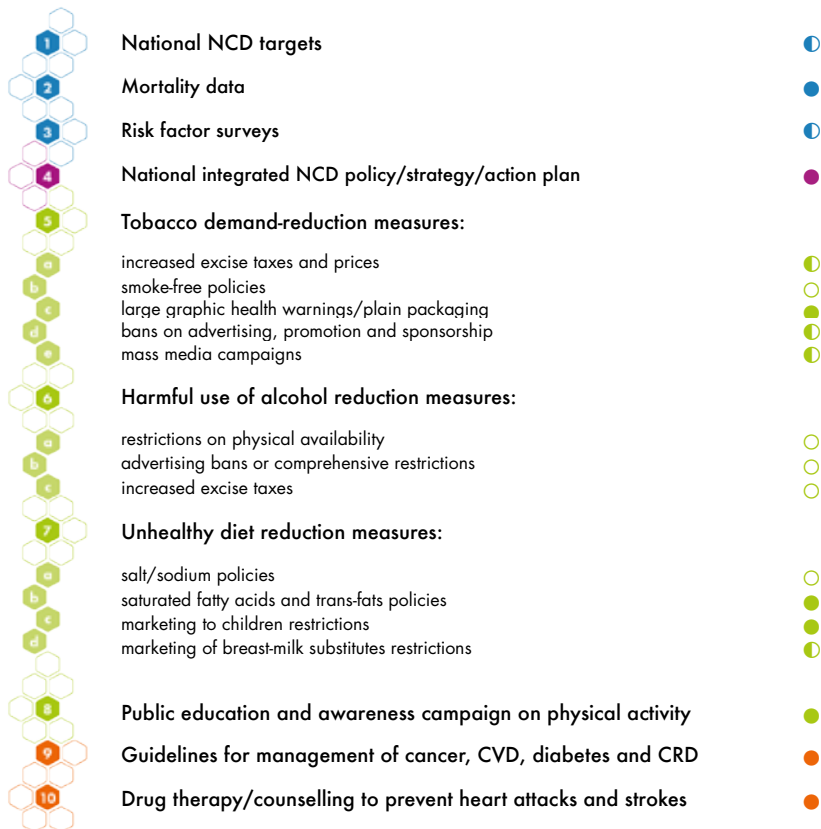 1 National NCD targets
2 Mortality data
3 Risk factor surveys
4 National integrated NCD policy/strategy/action plan
5 Tobacco demand-reduction measures:
a increased excise taxes and prices
b smoke-free policies
c large graphic health warnings/plain packaging
d bans on advertising, promotion and sponsorship
e mass media campaigns
6 Harmful use of alcohol reduction measures:
a restrictions on physical availability
b advertising bans or comprehensive restrictions
c increased excise taxes
7 Unhealthy diet reduction measures:
a salt/sodium policies
b saturated fatty acids and trans-fats policies
c marketing to children restrictions
d marketing of breast-milk substitutes restrictions
8 Public education and awareness campaign on physical activity
9 Guidelines for management of cancer, CVD, diabetes and CRD
10 Drug therapy/counselling to prevent heart attacks and strokes